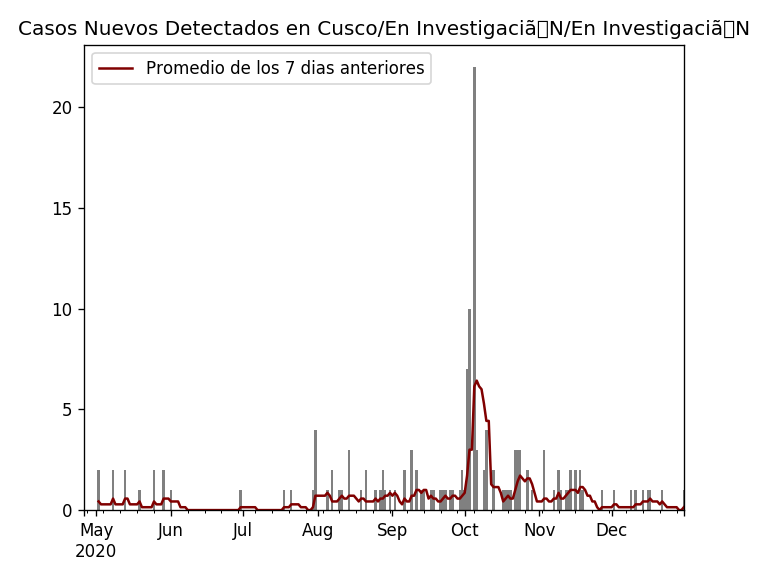 Casos Nuevos Detectados en Cusco/En Investigaciã▯N/En Investigaciã▯N
Promedio de los 7 dias anteriores
20
15
10
5
0
May Jun Jul Aug Sep Oct Nov Dec
2020